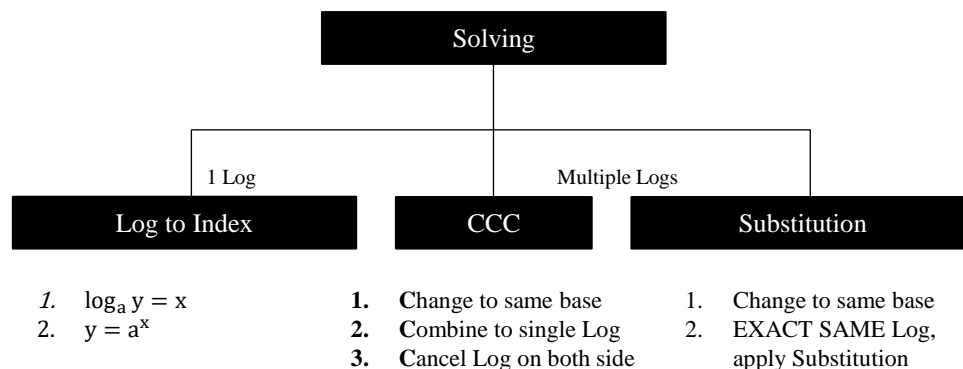 Solving
1 Log
Multiple Logs
Log to Index
CCC
Substitution
1. logₐ y = x
2. y = aˣ
1. Change to same base
2. Combine to single Log
3. Cancel Log on both side
1. Change to same base
2. EXACT SAME Log,
apply Substitution